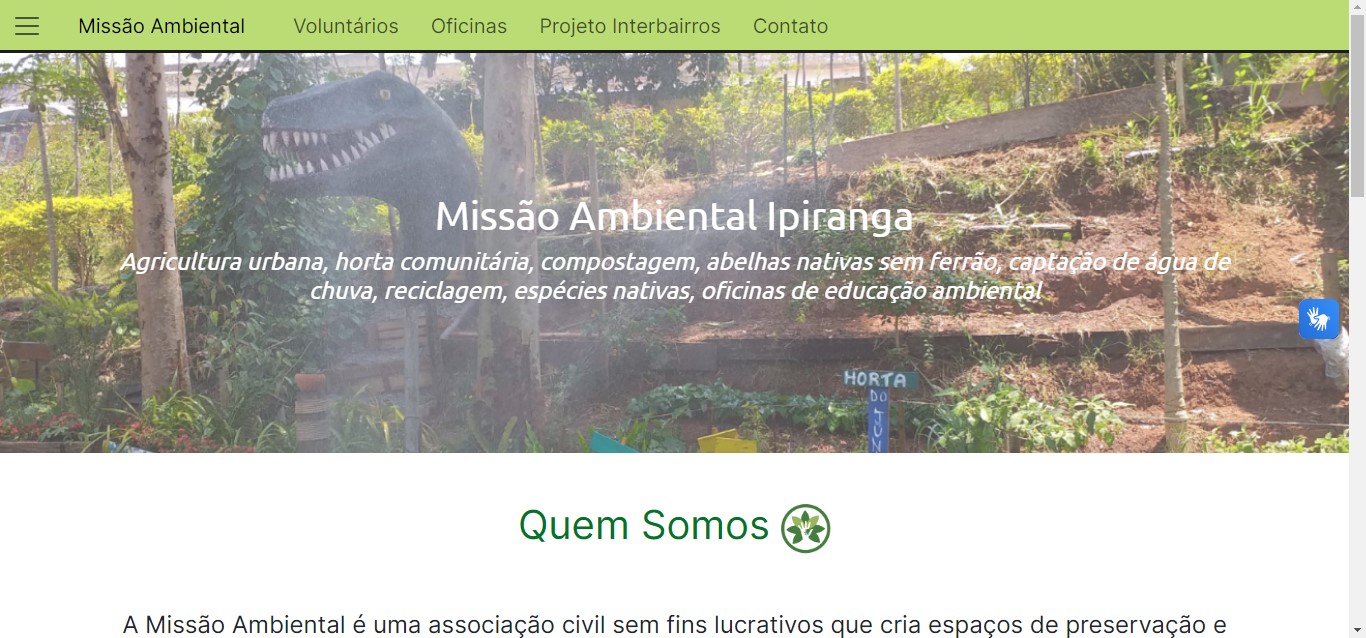 Missão Ambiental Voluntários Oficinas Projeto Interbairros Contato
Missão Ambiental Ipiranga
Agricultura urbana, horta comunitária, compostagem, abelhas nativas sem ferrão, captação de água de
chuva, reciclagem, espécies nativas, oficinas de educação ambiental
HORTA
DO
Quem Somos
A Missão Ambiental é uma associação civil sem fins lucrativos que cria espaços de preservação e